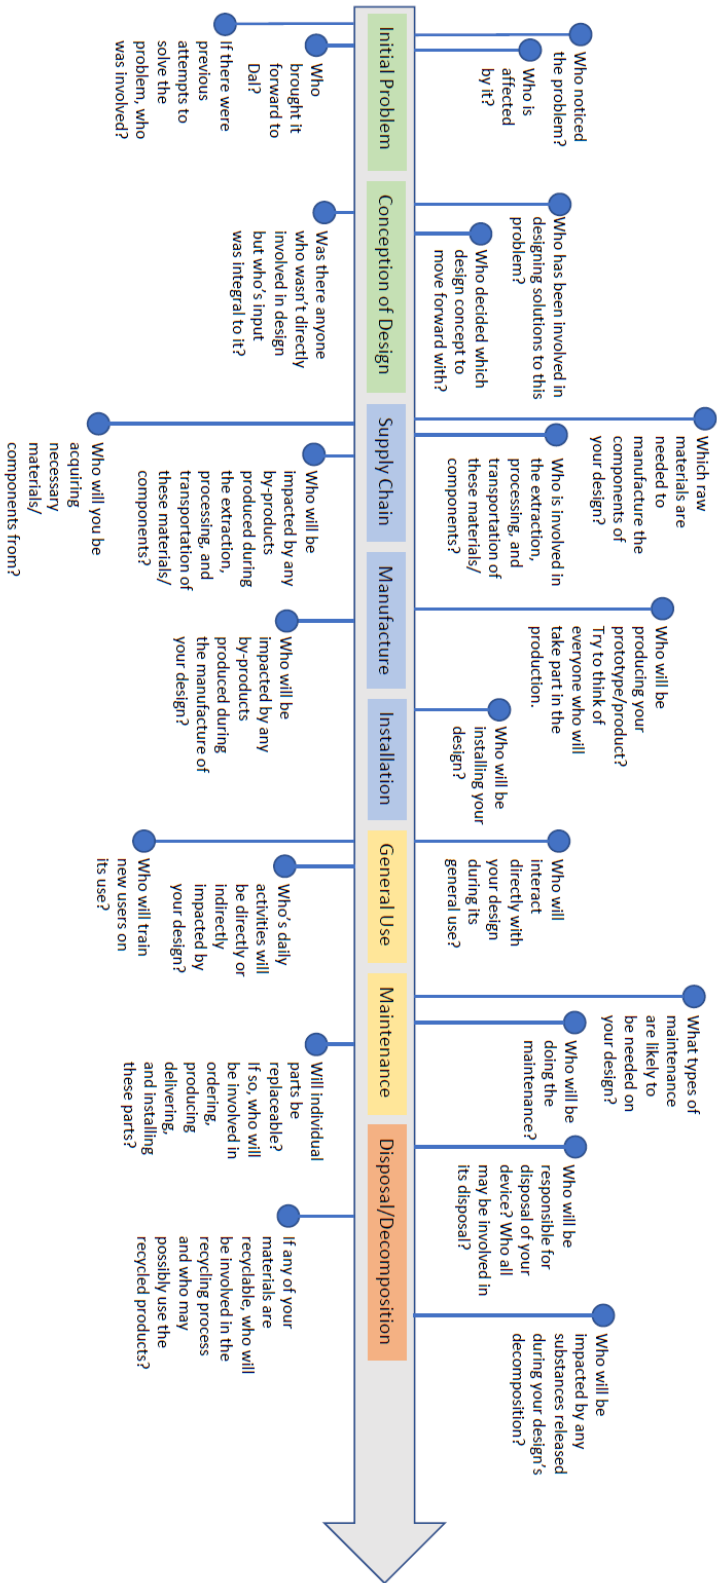 Who noticed
the problem?
Who is
affected
by it?
Initial Problem
Who
brought it
forward to
Dal?
If there were
previous
attempts to
solve the
problem, who
was involved?
Who has been involved in
designing solutions to this
problem?
Who decided which
design concept to
move forward with?
Conception of Design
Was there anyone
who wasn't directly
involved in design
but who's input
was integral to it?
Which raw
materials are
needed to
manufacture the
components of
your design?
Who is involved in
the extraction,
processing, and
transportation of
these materials/
components?
Supply Chain
Who will be
impacted by any
by-products
produced during
the extraction,
processing, and
transportation of
these materials/
components?
Who will you be
acquiring
necessary
materials/
components from?
Who will be
producing your
prototype/product?
Try to think of
everyone who will
take part in the
production.
Manufacture
Who will be
impacted by any
by-products
produced during
the manufacture of
your design?
Who will be
installing your
design?
Installation
Who will
interact
directly with
your design
during its
general use?
General Use
Who's daily
activities will
be directly or
indirectly
impacted by
your design?
Who will train
new users on
its use?
What types of
maintenance
are likely to
be needed on
your design?
Who will be
doing the
maintenance?
Maintenance
Will individual
parts be
replaceable?
If so, who will
be involved in
ordering,
producing
delivering,
and installing
these parts?
Who will be
responsible for
disposal of your
device? Who all
may be involved in
its disposal?
Disposal/Decomposition
If any of your
materials are
recyclable, who will
be involved in the
recycling process
and who may
possibly use the
recycled products?
Who will be
impacted by any
substances released
during your design's
decomposition?